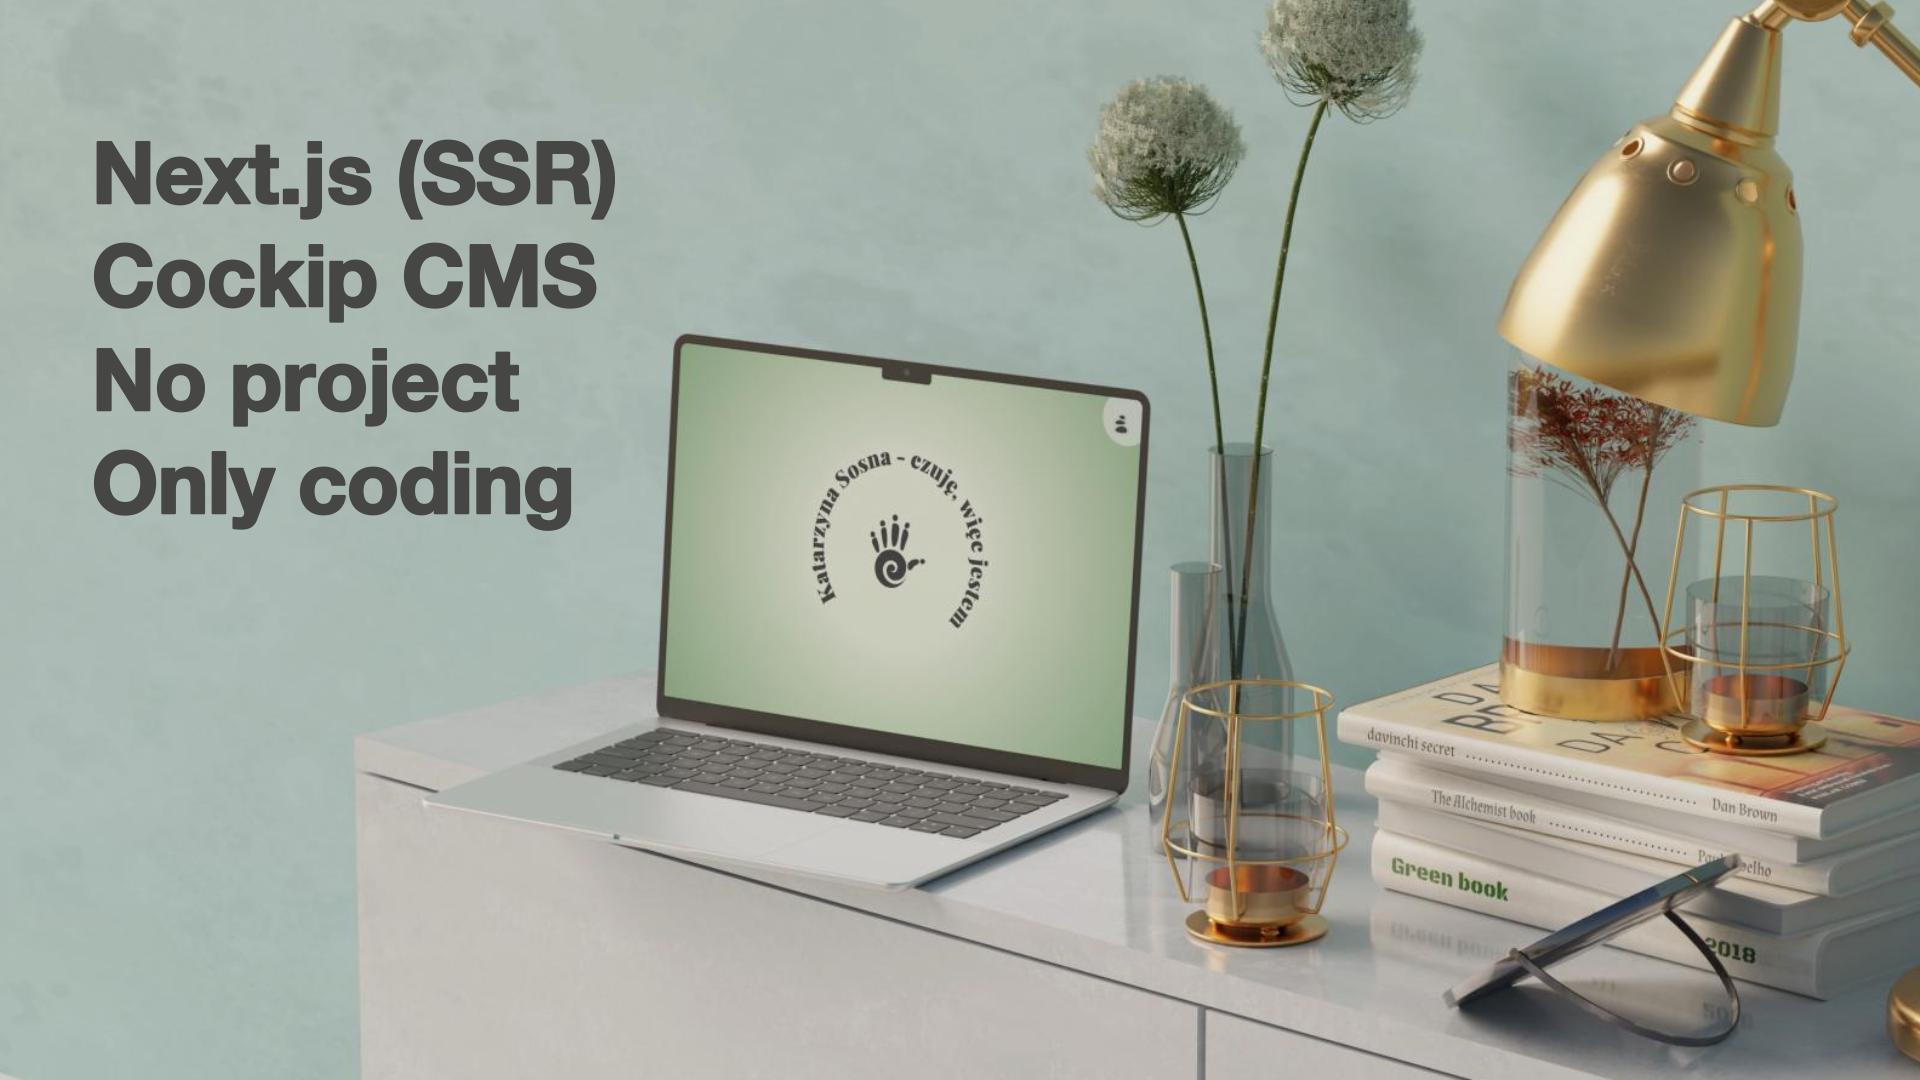 Next.js (SSR)
Cockip CMS
No project
Only coding
Katarzyna Sosna - czuję, więc jestem
davinchi secret
Dan Brown
The Alchemist book
Green book
2018